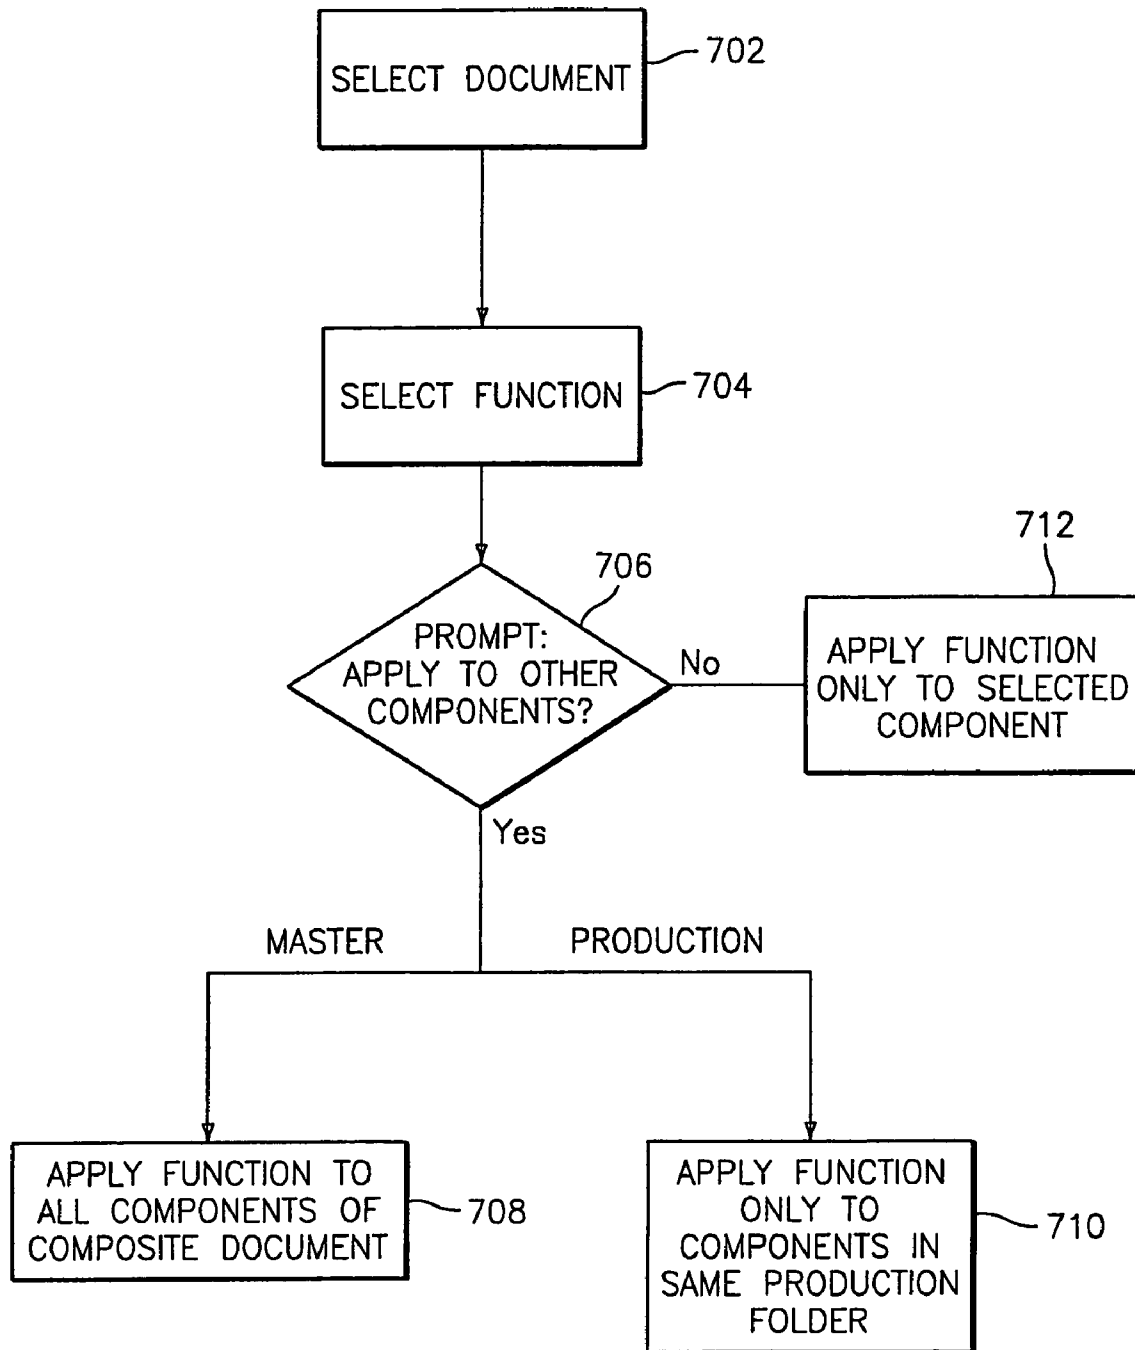 SELECT DOCUMENT
702
SELECT FUNCTION
704
PROMPT:
APPLY TO OTHER
COMPONENTS?
706
No
712
APPLY FUNCTION
ONLY TO SELECTED
COMPONENT
Yes
MASTER
PRODUCTION
APPLY FUNCTION TO
ALL COMPONENTS OF
COMPOSITE DOCUMENT
708
APPLY FUNCTION
ONLY TO
COMPONENTS IN
SAME PRODUCTION
FOLDER
710